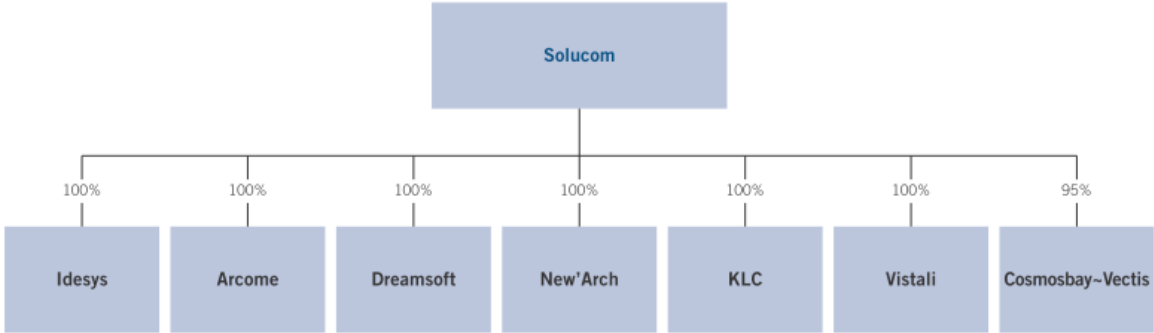 Solucom
100% 100% 100% 100% 100% 100% 95%
Idesys Arcome Dreamsoft New’Arch KLC Vistali Cosmosbay~Vectis